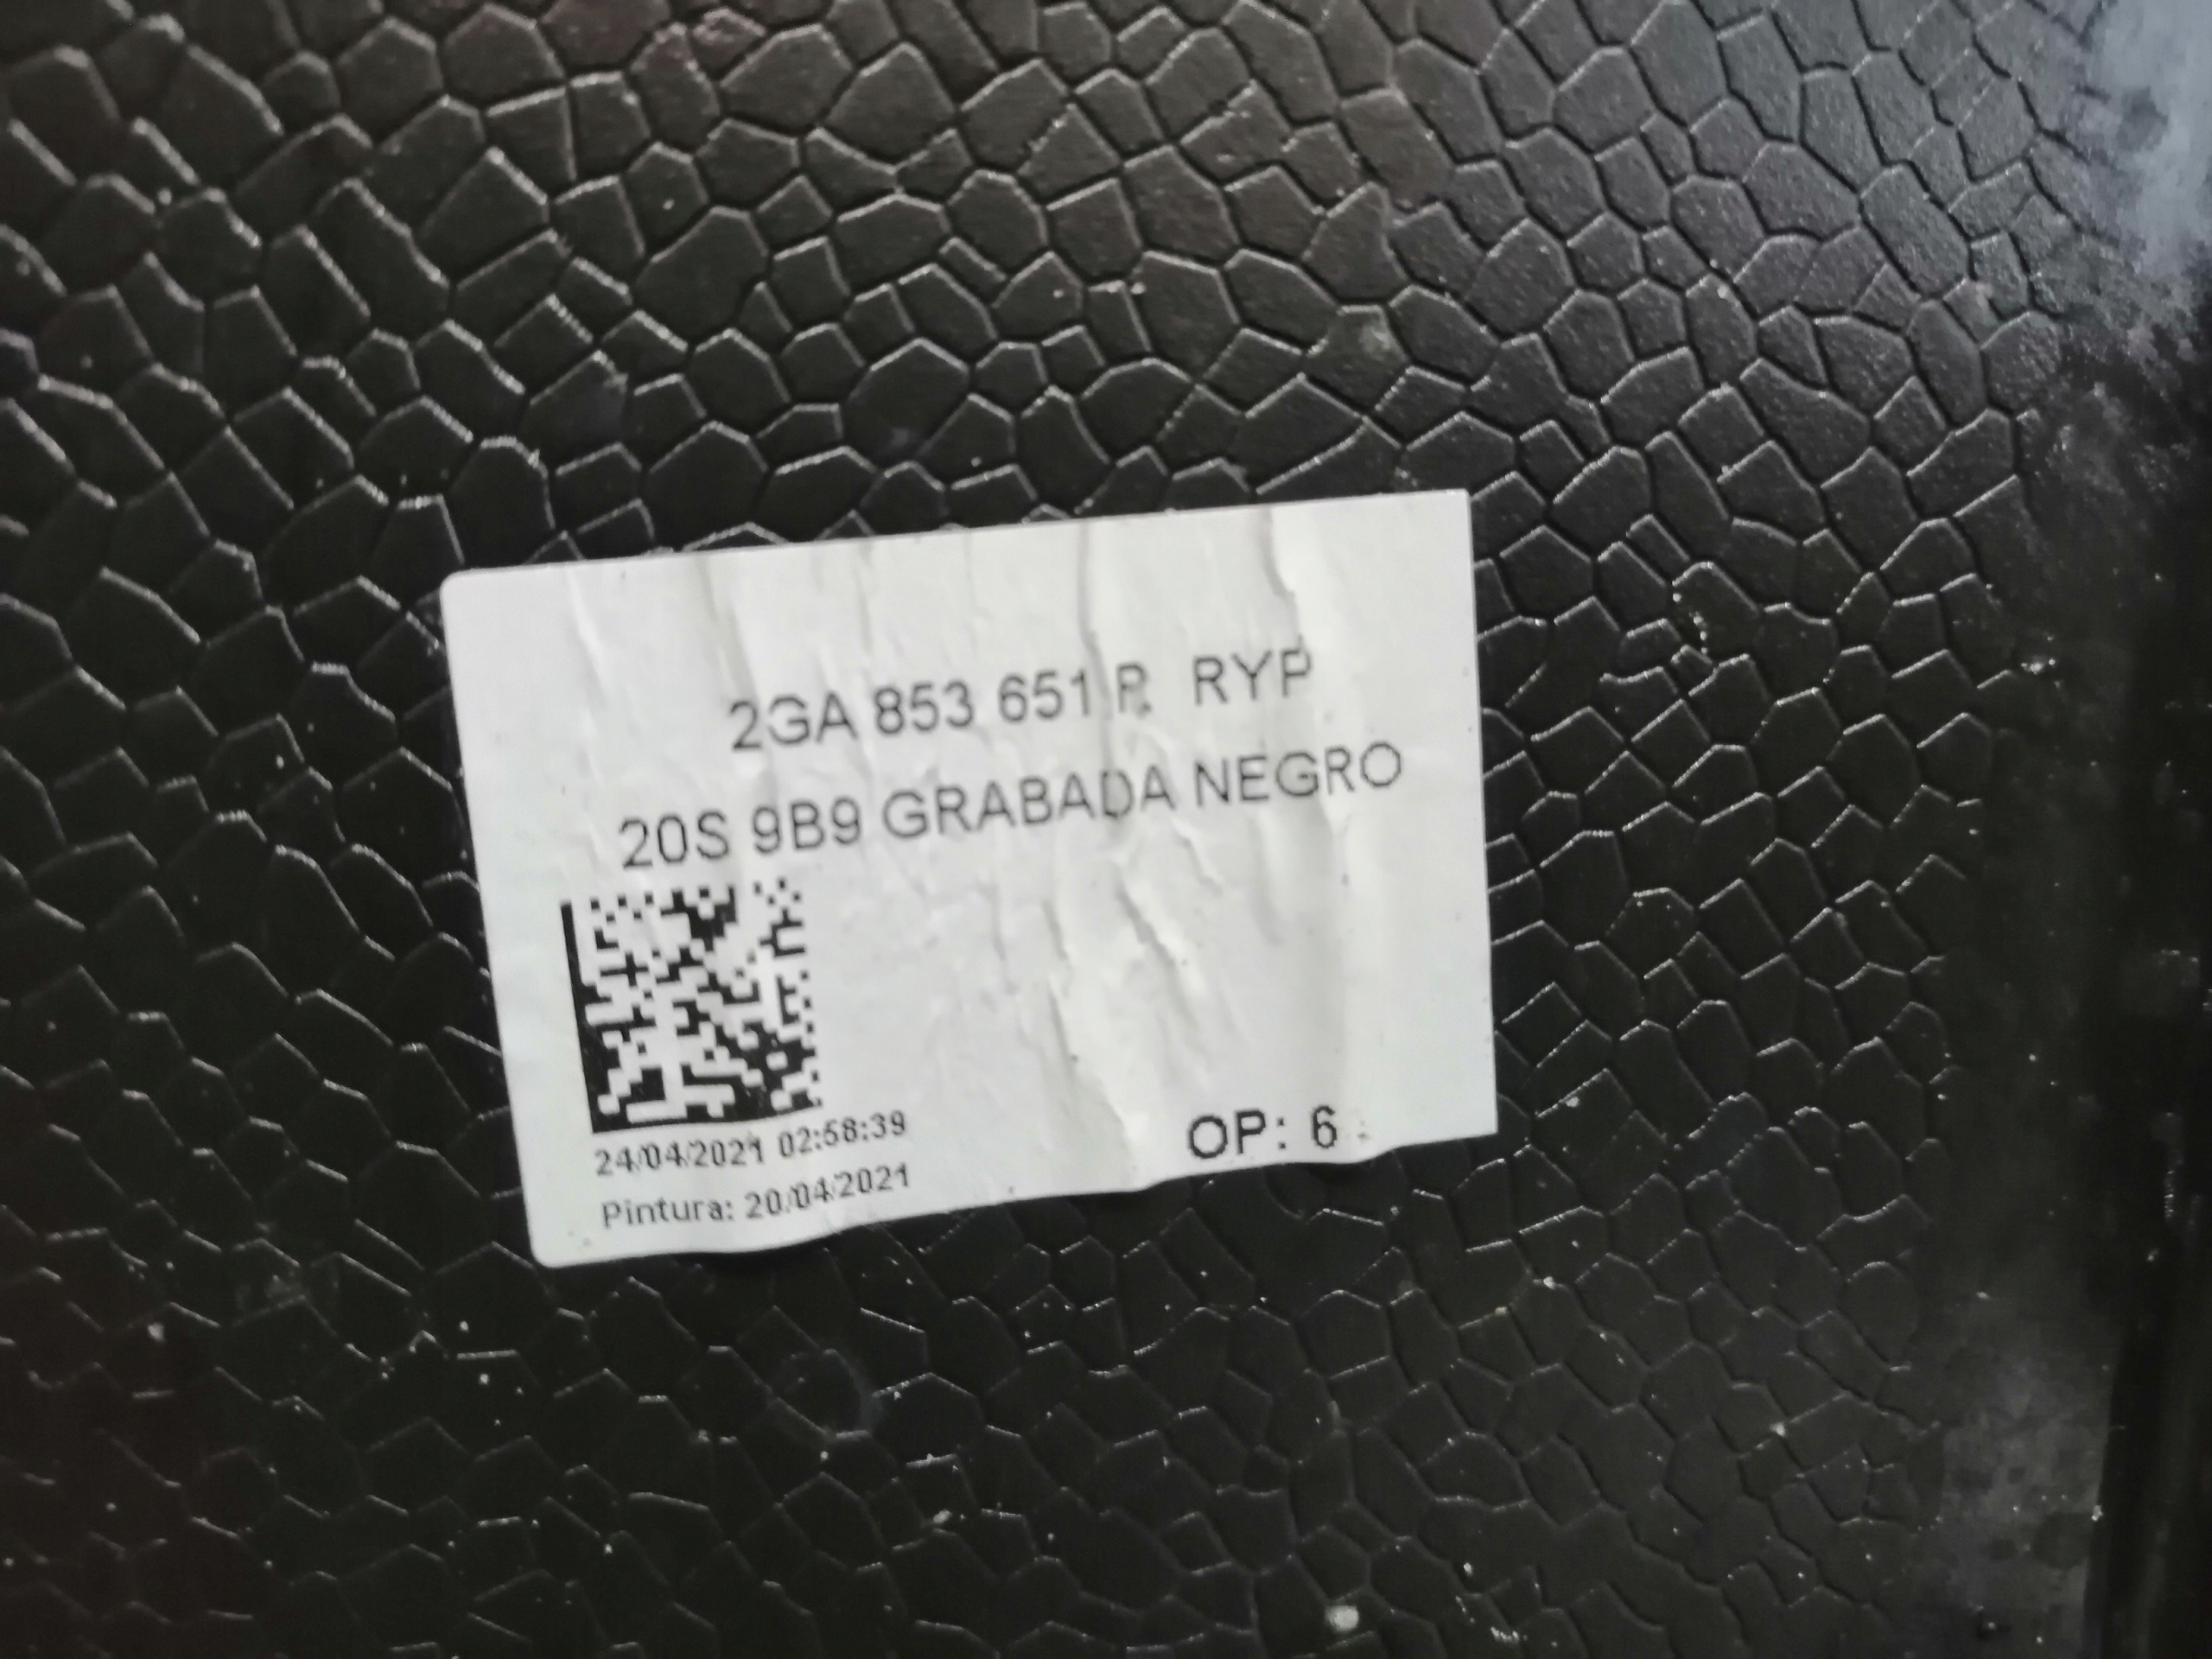 2GA 853 651 P RYP
20S 9B9 GRABADA NEGRO
24/04/2021 02:58:39
Pintura: 20/04/2021
OP: 6